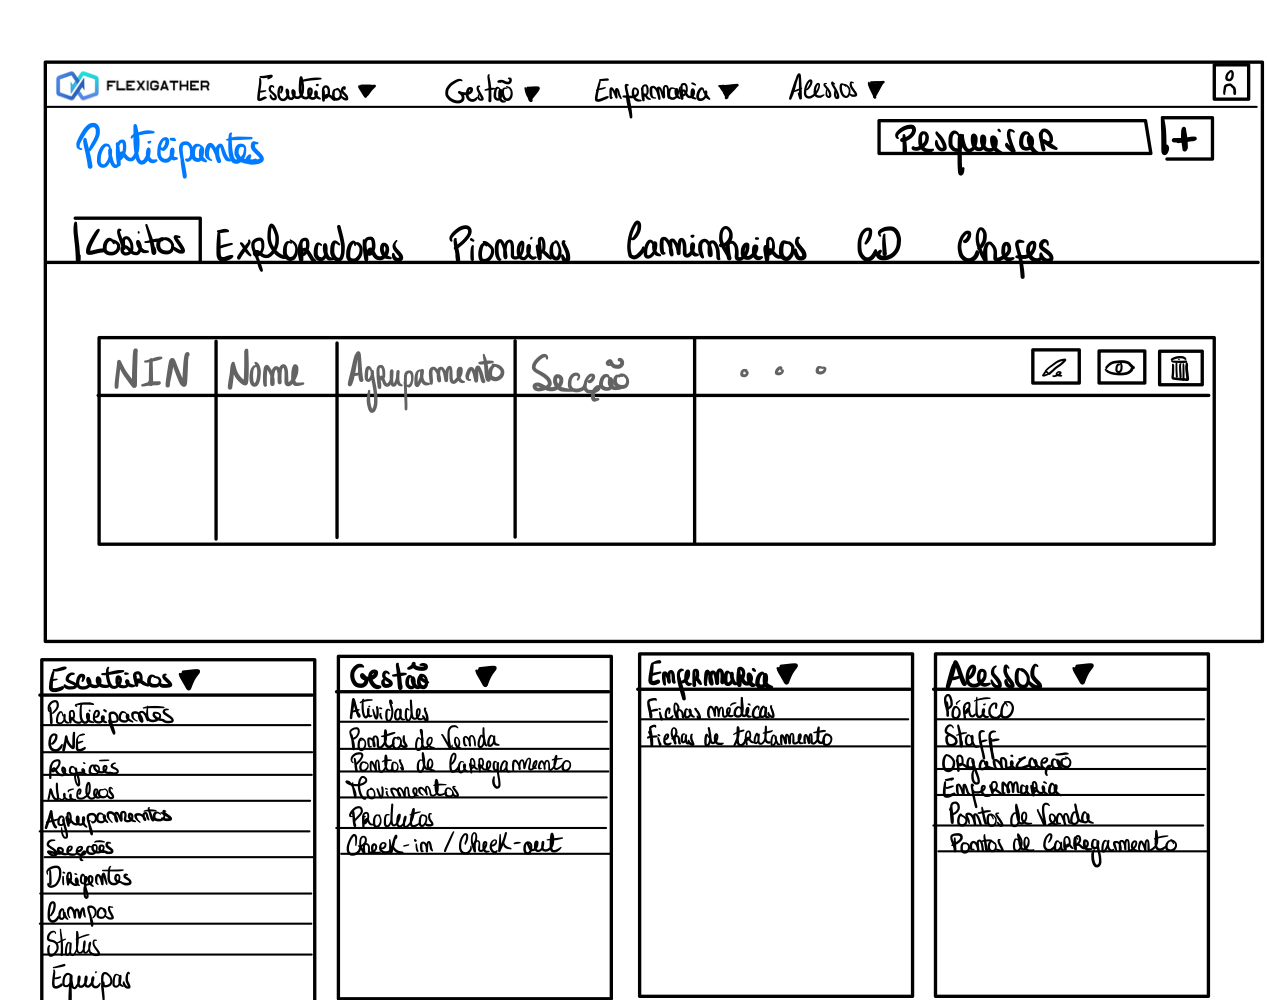 FLEXIGATHER Escuteiros Gestão Enfermaria Acessos
Participantes
Pesquisar +
Lobitos Exploradores Pioneiros Caminheiros CD Chefes
NIN Nome Agrupamento Secção
Escuteiros
Participantes
CNE
Regiões
Núcleos
Agrupamentos
Secções
Dirigentes
Campos
Status
Equipas
Gestão
Atividades
Pontos de Venda
Pontos de Carregamento
Movimentos
Produtos
Check-in / Check-out
Enfermaria
Fichas médicas
Fichas de tratamento
Acessos
Pórtico
Staff
Organização
Enfermaria
Pontos de Venda
Pontos de Carregamento